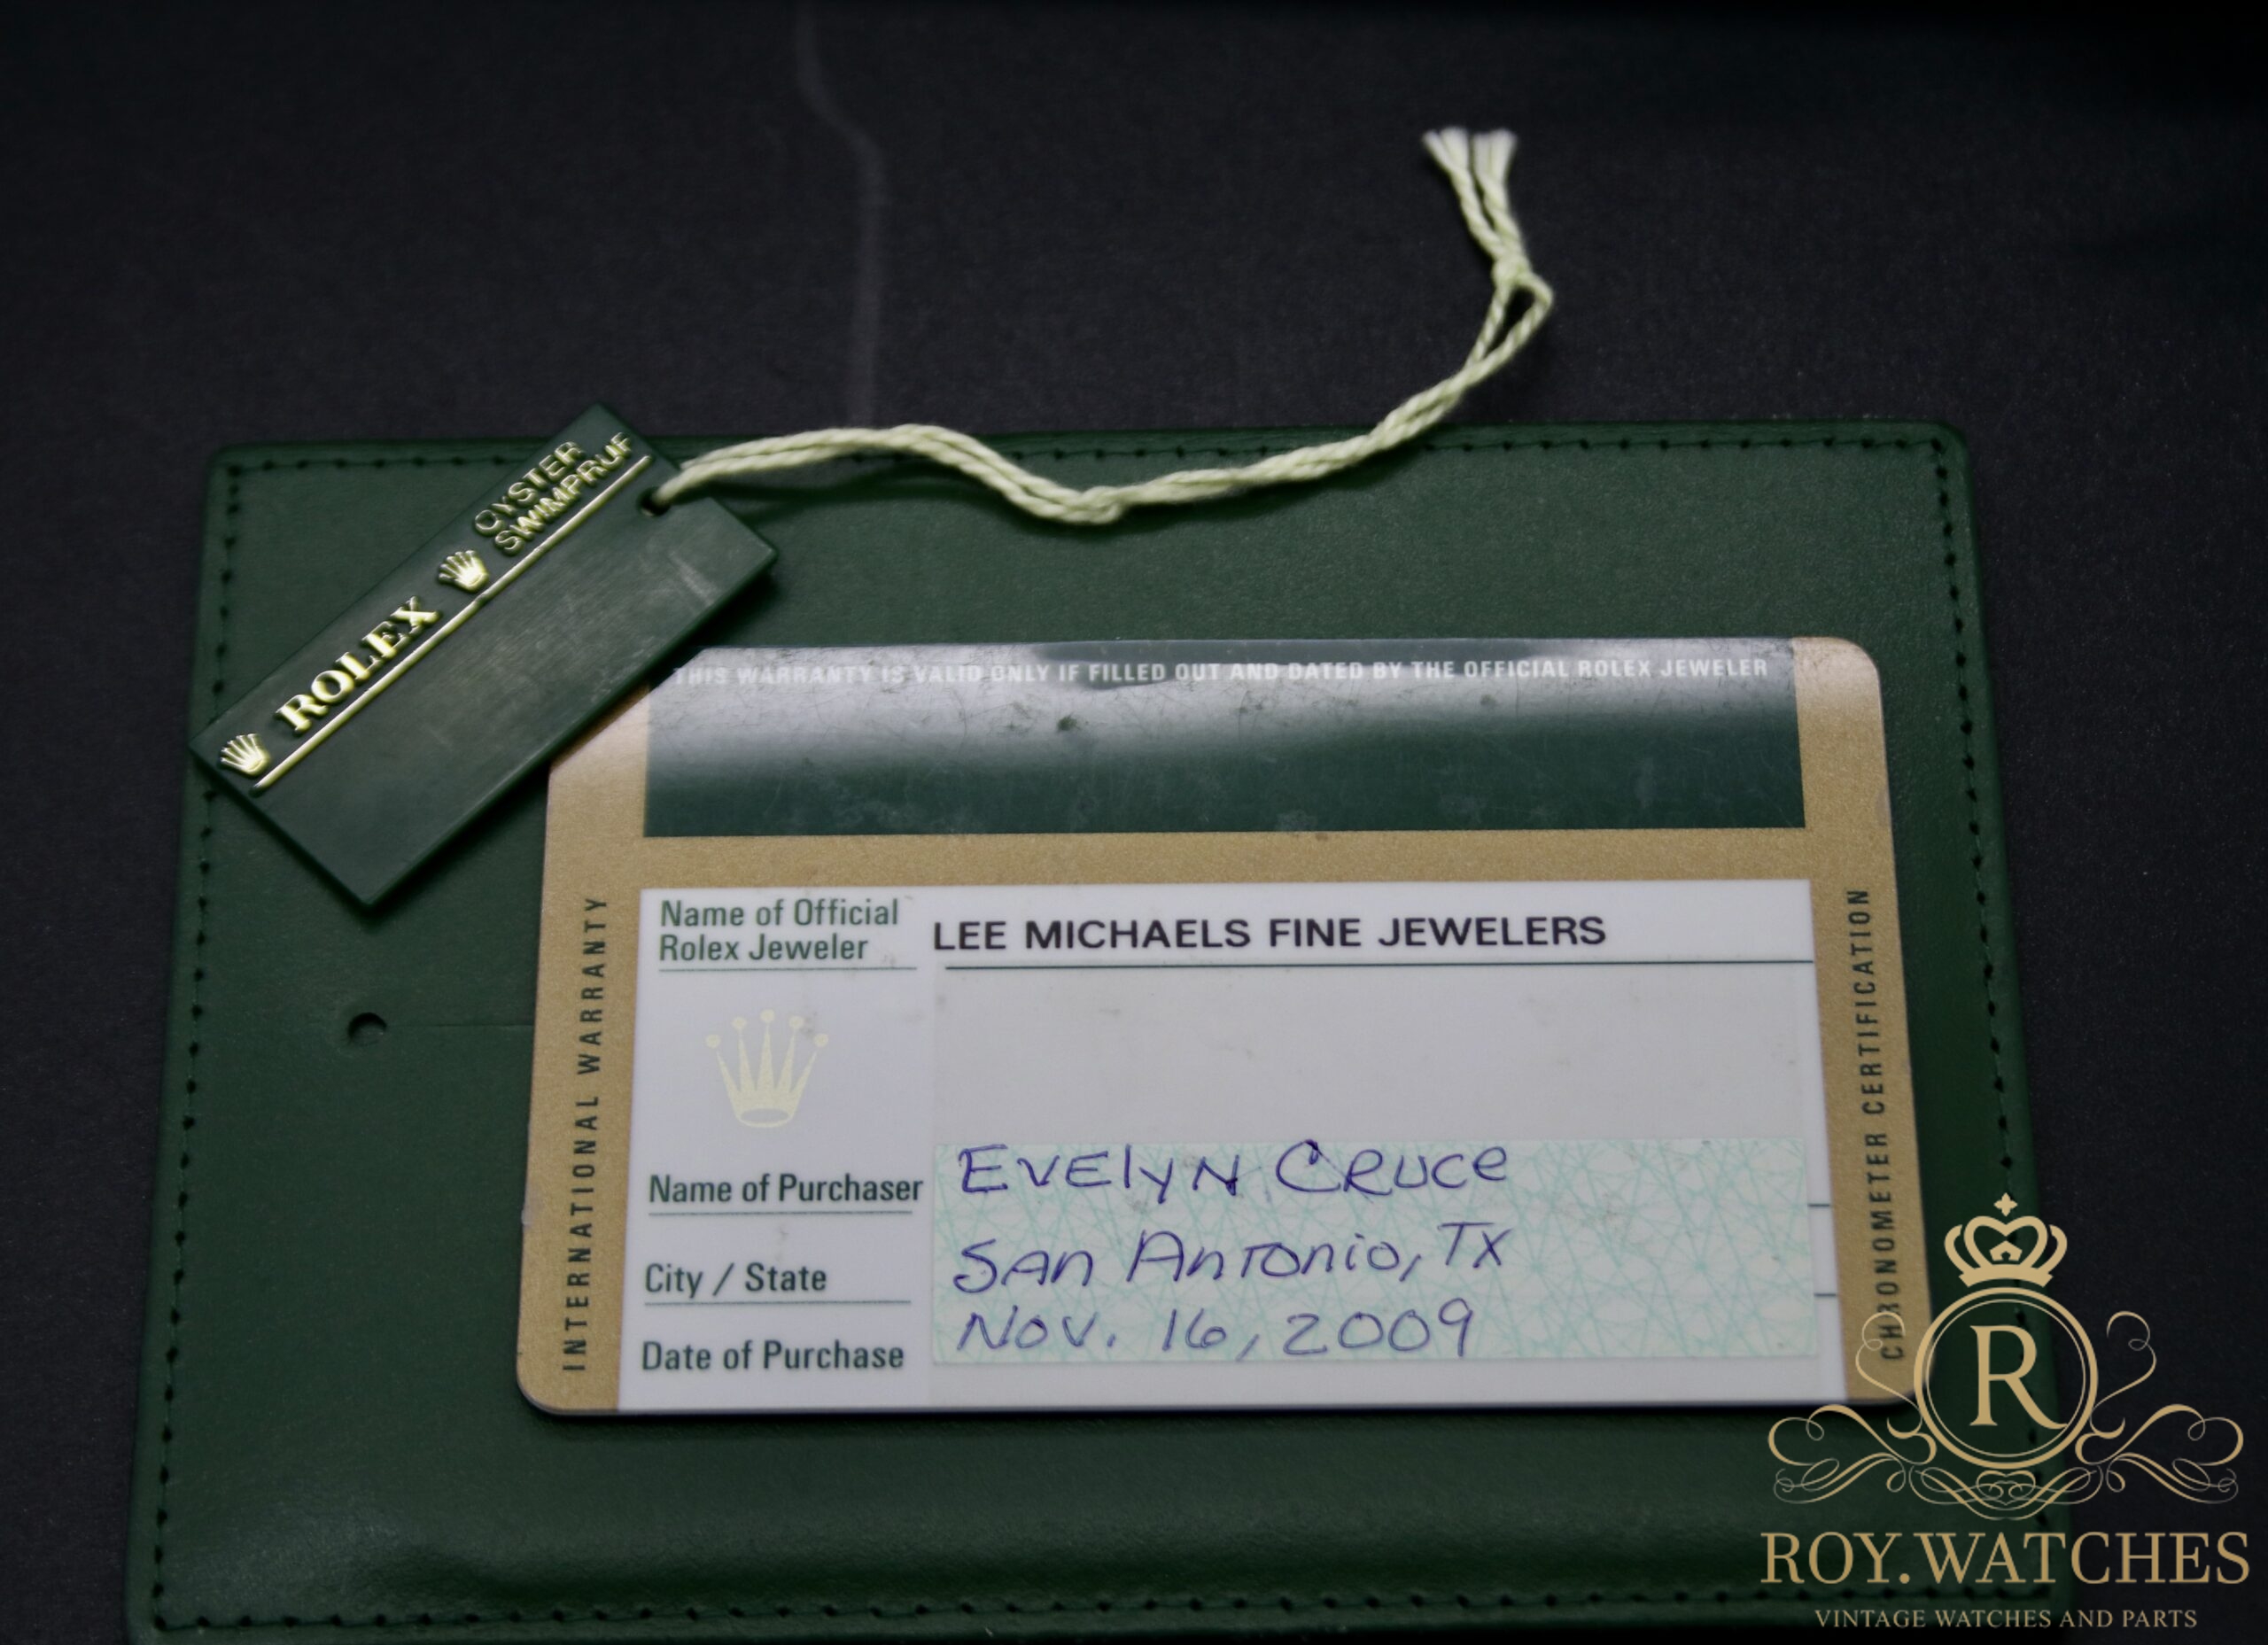 OYSTER
SWIMPRUF
ROLEX
THIS WARRANTY IS VALID ONLY IF FILLED OUT AND DATED BY THE OFFICIAL ROLEX JEWELER
INTERNATIONAL WARRANTY
Name of Official
Rolex Jeweler
LEE MICHAELS FINE JEWELERS
Name of Purchaser
Evelyn Cruce
City / State
San Antonio, TX
Date of Purchase
Nov. 16, 2009
CHRONOMETER CERTIFICATION
R
ROY.WATCHES
VINTAGE WATCHES AND PARTS